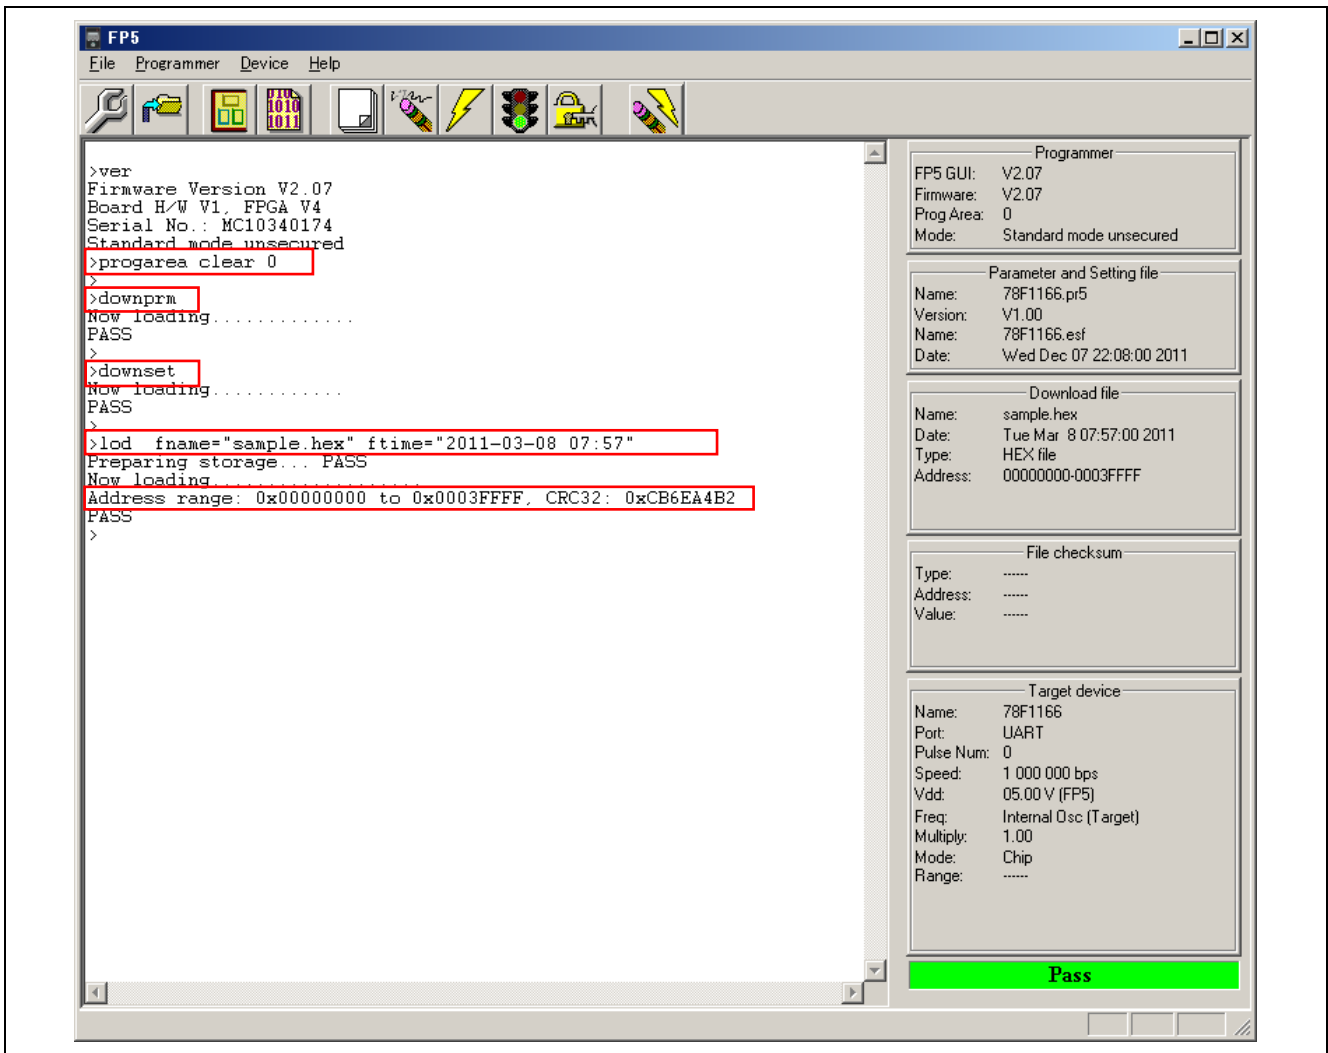 FP5
File Programmer Device Help
>ver
Firmware Version V2.07
Board H/W V1, FPGA V4
Serial No.: MC10340174
Standard mode unsecured
>progarea clear 0
>
>downprm
Now loading.............
PASS
>
>downset
Now loading............
PASS
>
>lod fname="sample.hex" ftime="2011-03-08 07:57"
Preparing storage... PASS
Now loading...................
Address range: 0x00000000 to 0x0003FFFF, CRC32: 0xCB6EA4B2
PASS
>
Programmer
FP5 GUI: V2.07
Firmware: V2.07
Prog Area: 0
Mode: Standard mode unsecured
Parameter and Setting file
Name: 78F1166.pr5
Version: V1.00
Name: 78F1166.esf
Date: Wed Dec 07 22:08:00 2011
Download file
Name: sample.hex
Date: Tue Mar 8 07:57:00 2011
Type: HEX file
Address: 00000000-0003FFFF
File checksum
Type: ------
Address: ------
Value: ------
Target device
Name: 78F1166
Port: UART
Pulse Num: 0
Speed: 1 000 000 bps
Vdd: 05.00 V (FP5)
Freq: Internal Osc (Target)
Multiply: 1.00
Mode: Chip
Range: ------
Pass